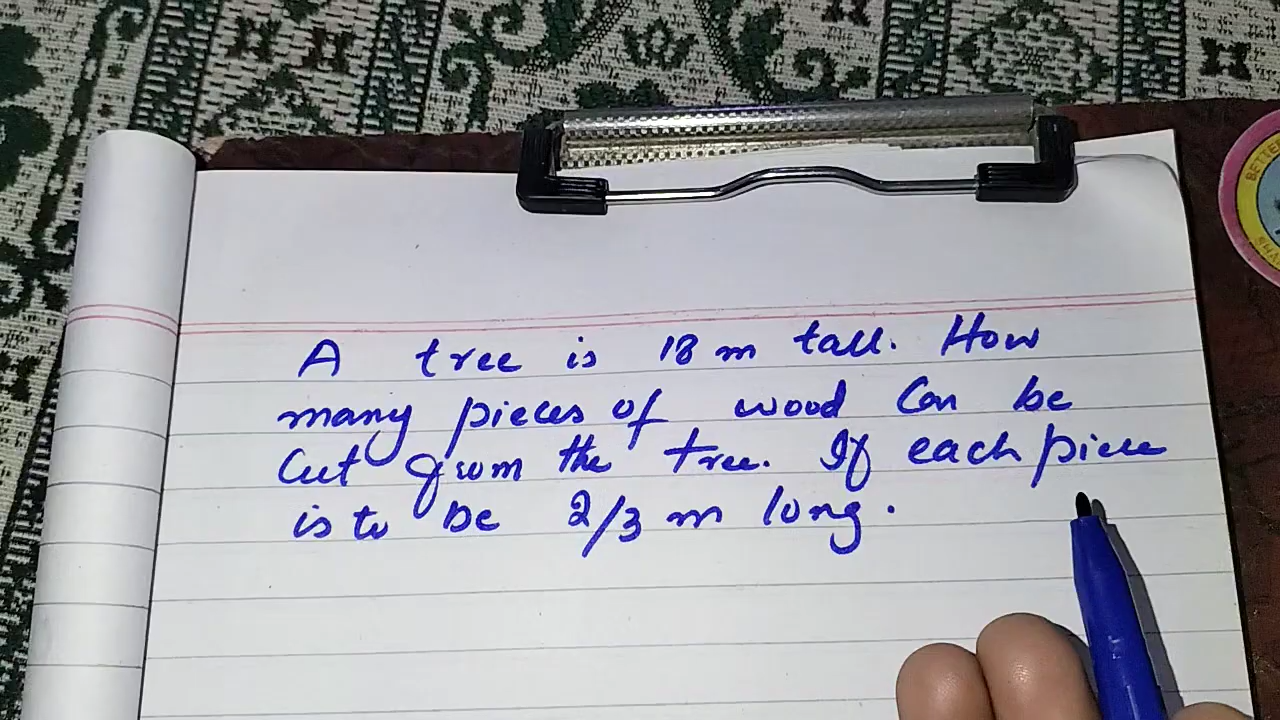 A tree is 18 m tall. How
many pieces of wood can be
cut from the tree. If each piece
is to be 2/3 m long.
BETTER